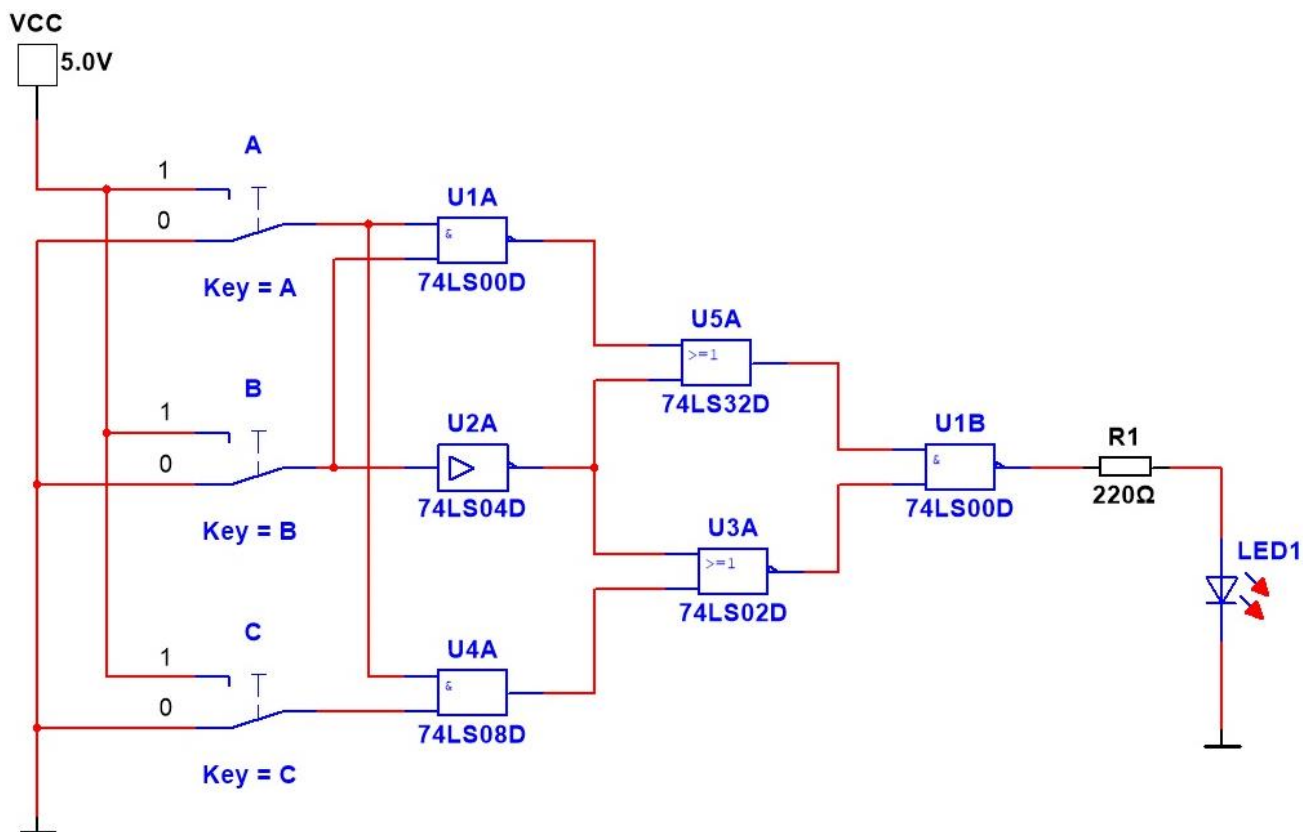 VCC
5.0V
A
1
0
Key = A
U1A
&
74LS00D
U5A
>=1
74LS32D
B
1
0
Key = B
U2A
74LS04D
U1B
&
74LS00D
R1
220Ω
U3A
>=1
74LS02D
LED1
C
1
0
Key = C
U4A
&
74LS08D